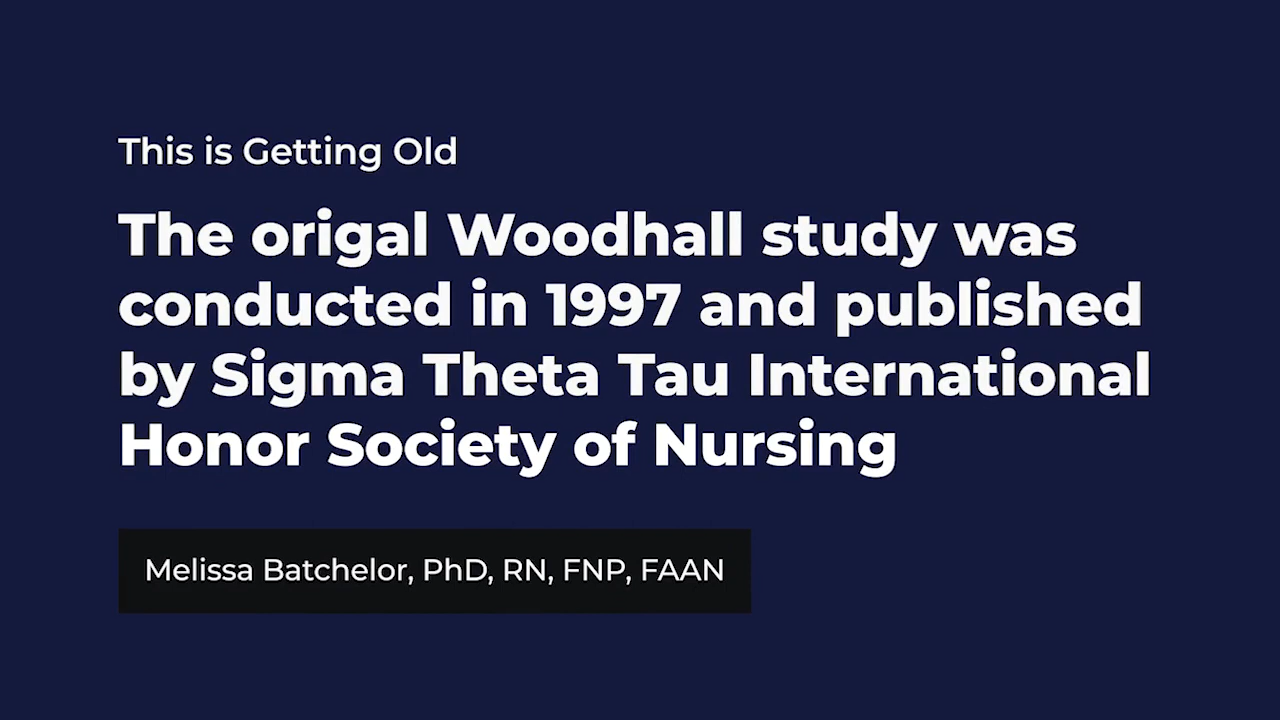 This is Getting Old
The origal Woodhall study was
conducted in 1997 and published
by Sigma Theta Tau International
Honor Society of Nursing
Melissa Batchelor, PhD, RN, FNP, FAAN